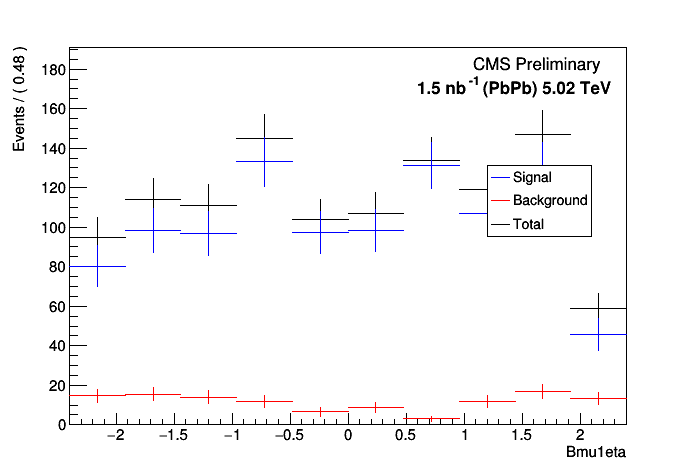 CMS Preliminary
1.5 nb⁻¹ (PbPb) 5.02 TeV
Events / ( 0.48 )
180
160
140
120
100
80
60
40
20
0
Signal
Background
Total
−2 −1.5 −1 −0.5 0 0.5 1 1.5 2
Bmu1eta